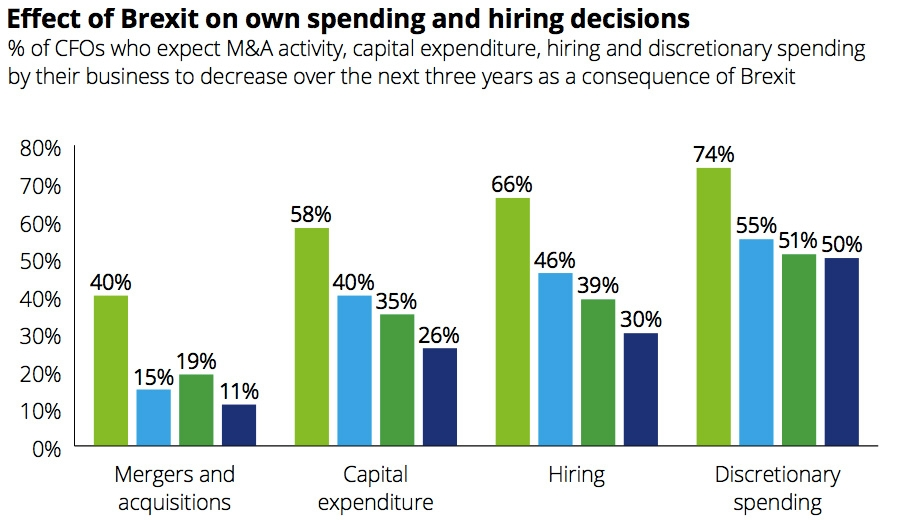 Effect of Brexit on own spending and hiring decisions
% of CFOs who expect M&A activity, capital expenditure, hiring and discretionary spending
by their business to decrease over the next three years as a consequence of Brexit
80%
70%
60%
50%
40%
30%
20%
10%
0%
40%
15%
19%
11%
58%
40%
35%
26%
66%
46%
39%
30%
74%
55%
51%
50%
Mergers and
acquisitions
Capital
expenditure
Hiring
Discretionary
spending